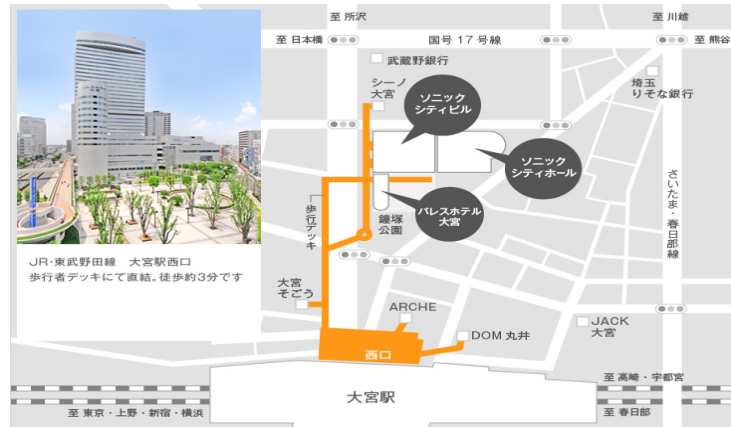 至 所沢
至 川越
至 日本橋
国号 17 号線
至 熊谷
武蔵野銀行
シーノ
大宮
埼玉
りそな銀行
ソニック
シティビル
ソニック
シティホール
パレスホテル
大宮
鐘塚
公園
歩行デッキ
さいたま・春日部線
JR・東武野田線 大宮駅西口
歩行者デッキにて直結。徒歩約3分です
大宮
そごう
ARCHE
DOM 丸井
JACK
大宮
西口
大宮駅
至 高崎・宇都宮
至 東京・上野・新宿・横浜
至 春日部